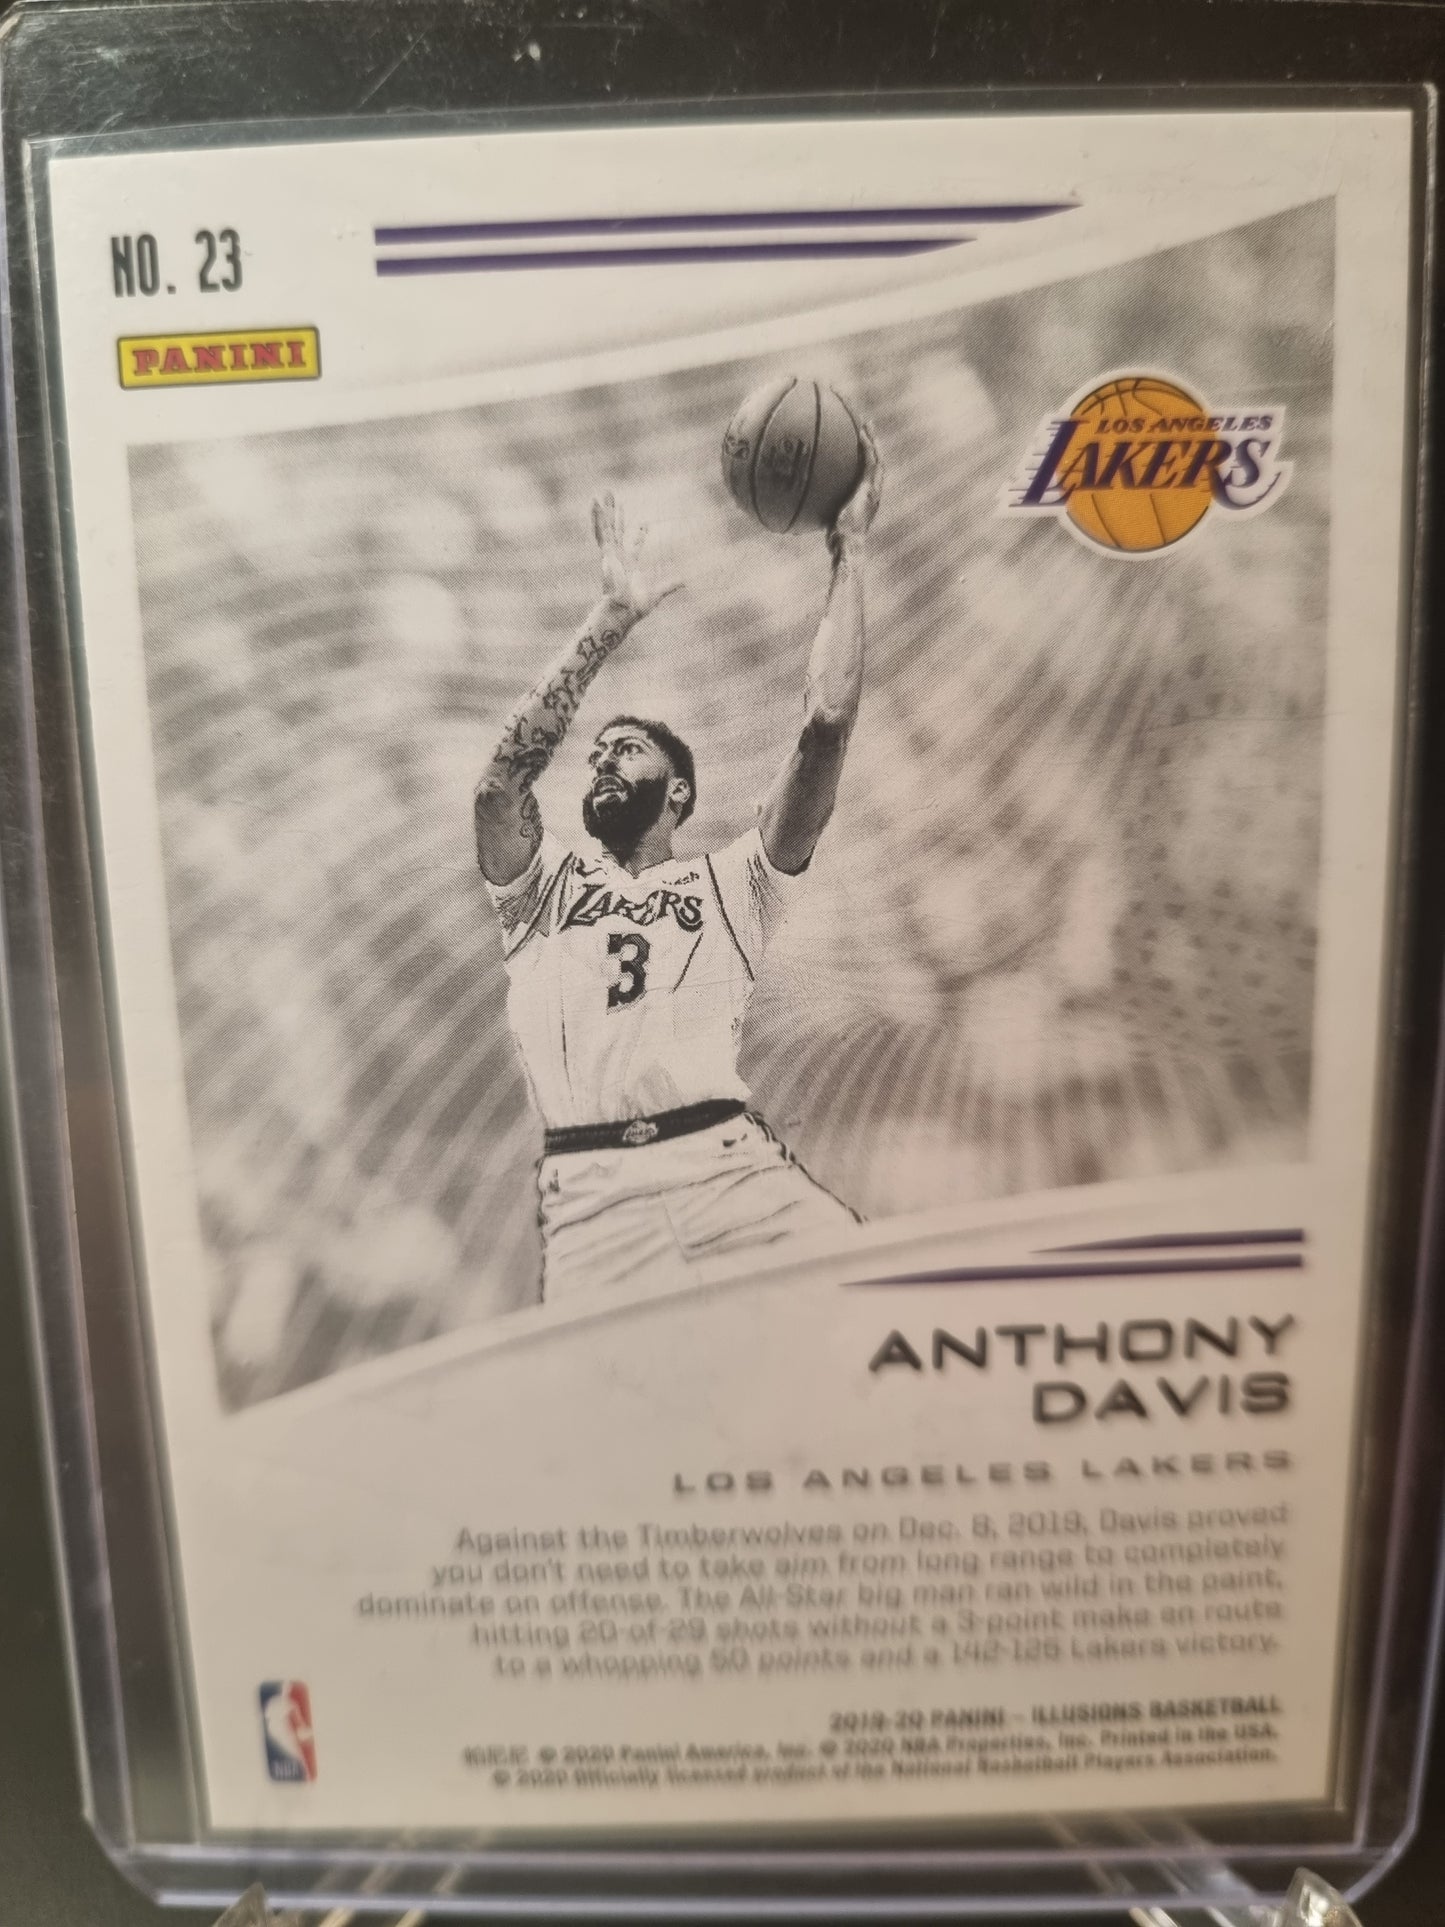 NO. 23
PANINI
LOS ANGELES
LAKERS
LAKERS
3
ANTHONY
DAVIS
LOS ANGELES LAKERS
Against the Timberwolves on Dec. 8, 2019, Davis proved
you don't need to take aim from long range to completely
dominate on offense. The All-Star big man ran wild in the paint,
hitting 20-of-29 shots without a 3-point make en route
to a whopping 50 points and a 142-125 Lakers victory.
2019-20 PANINI – ILLUSIONS BASKETBALL
© 2020 Panini America, Inc. © 2020 NBA Properties, Inc. Printed in the USA.
© 2020 Officially licensed product of the National Basketball Players Association.
NBA